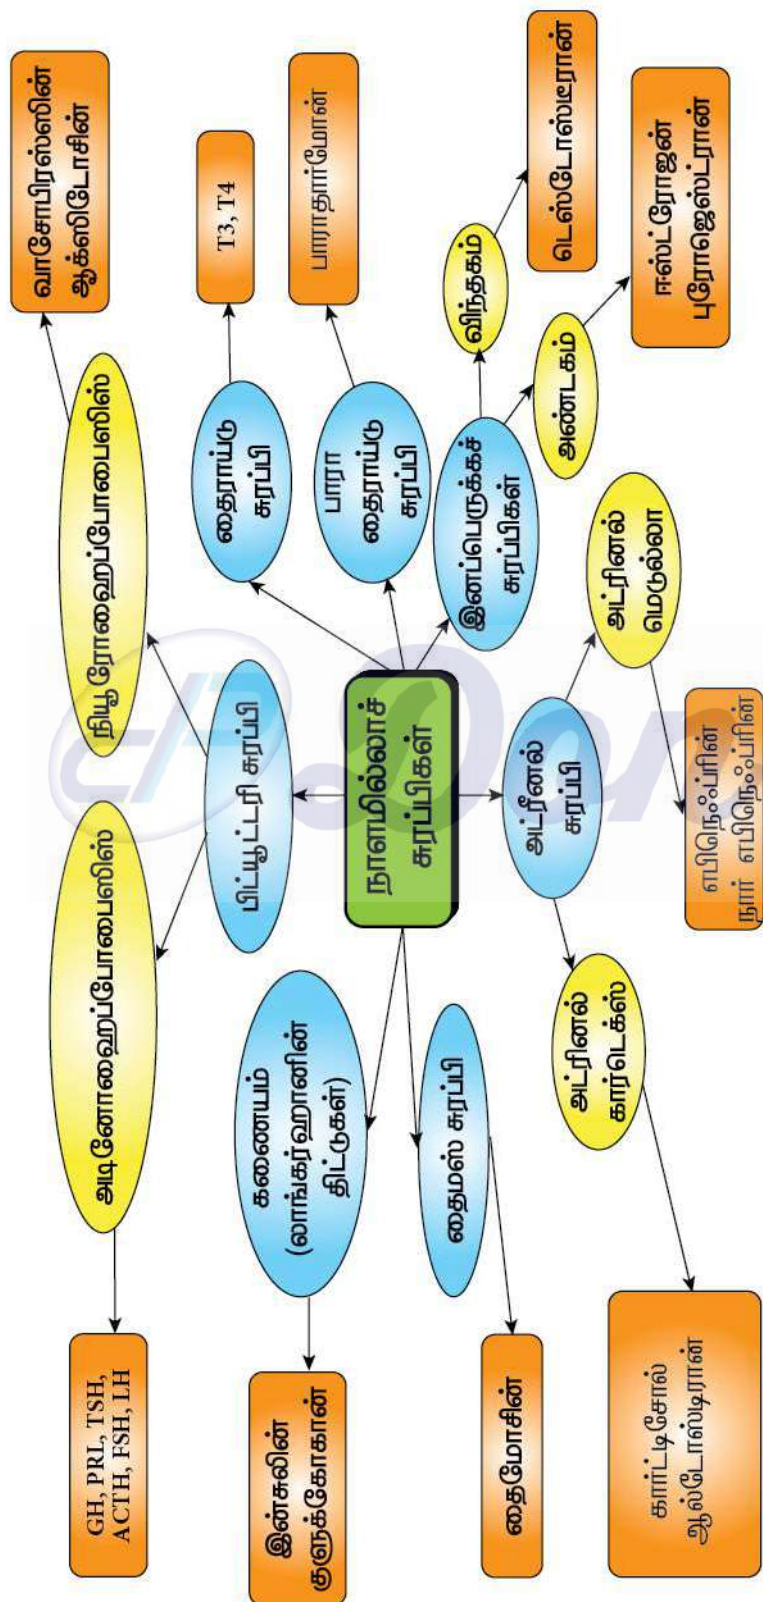 GH, PRL, TSH,
ACTH, FSH, LH
அடினோஹைப்போபைஸிஸ்
நியூரோஹைப்போபைஸிஸ்
வாசோபிரஸ்ஸின்
ஆக்ஸிடோசின்
பிட்யூட்டரி சுரப்பி
இன்சுலின்
குளுக்கோகான்
கணையம்
(லாங்கர்ஹானின்
திட்டுகள்)
தைராய்டு
சுரப்பி
T3, T4
நாளமில்லாச்
சுரப்பிகள்
பாரா
தைராய்டு
சுரப்பி
பாராதார்மோன்
தைமோசின்
தைமஸ் சுரப்பி
இனப்பெருக்கச்
சுரப்பிகள்
விந்தகம்
டெஸ்டோஸ்டீரான்
அண்டகம்
ஈஸ்ட்ரோஜன்
புரோஜெஸ்ட்ரான்
அட்ரீனல்
சுரப்பி
அட்ரினல்
கார்டெக்ஸ்
அட்ரினல்
மெடுல்லா
கார்ட்டிசோல்
ஆல்டோஸ்டிரான்
எபிநெஃப்ரின்
நார் எபிநெஃப்ரின்